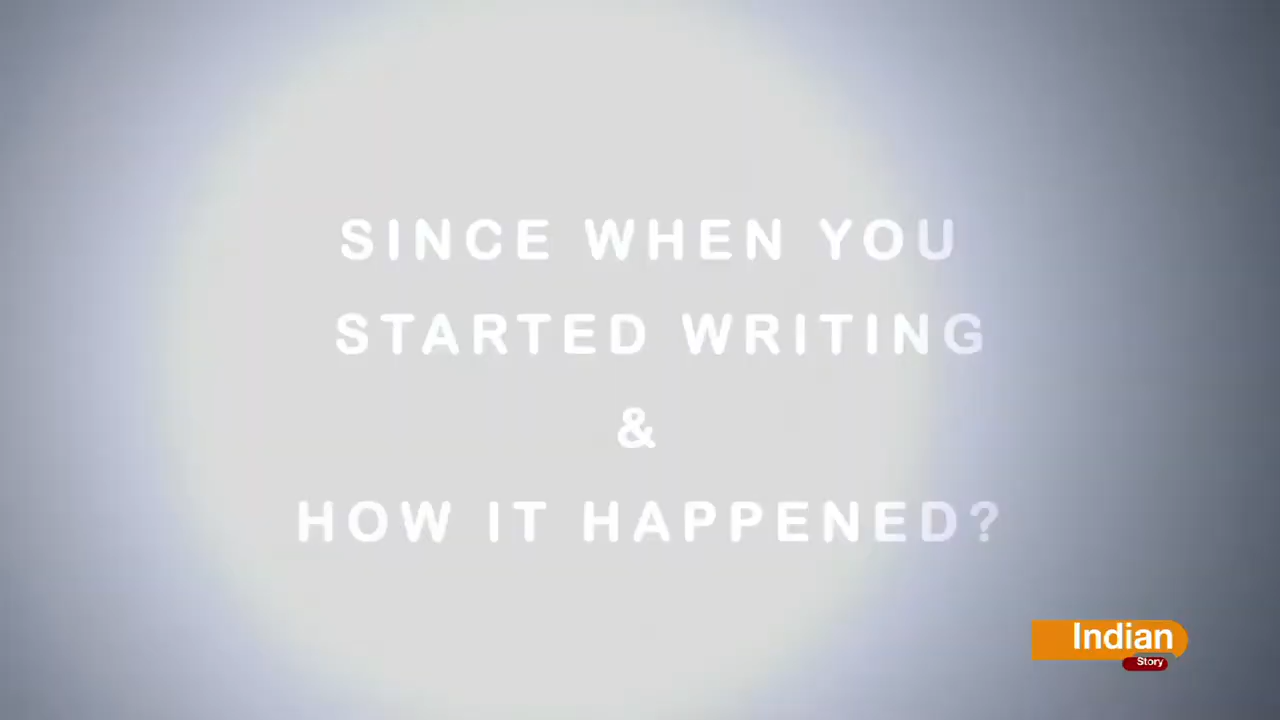 SINCE WHEN YOU
STARTED WRITING
&
HOW IT HAPPENED?
Indian
Story